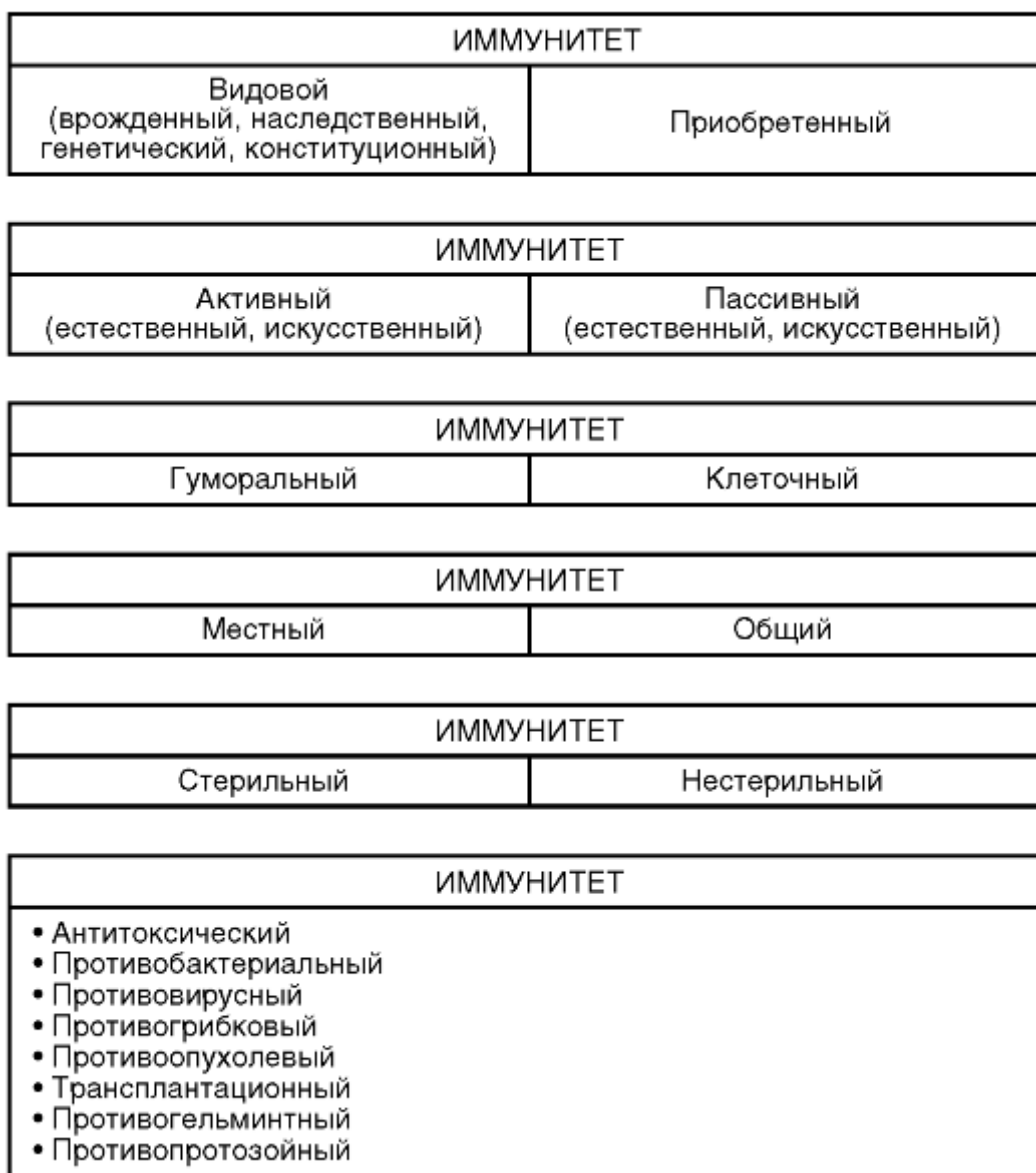 ИММУНИТЕТ
Видовой
(врожденный, наследственный,
генетический, конституционный)
Приобретенный
ИММУНИТЕТ
Активный
(естественный, искусственный)
Пассивный
(естественный, искусственный)
ИММУНИТЕТ
Гуморальный
Клеточный
ИММУНИТЕТ
Местный
Общий
ИММУНИТЕТ
Стерильный
Нестерильный
ИММУНИТЕТ
• Антитоксический
• Противобактериальный
• Противовирусный
• Противогрибковый
• Противоопухолевый
• Трансплантационный
• Противогельминтный
• Противопротозойный